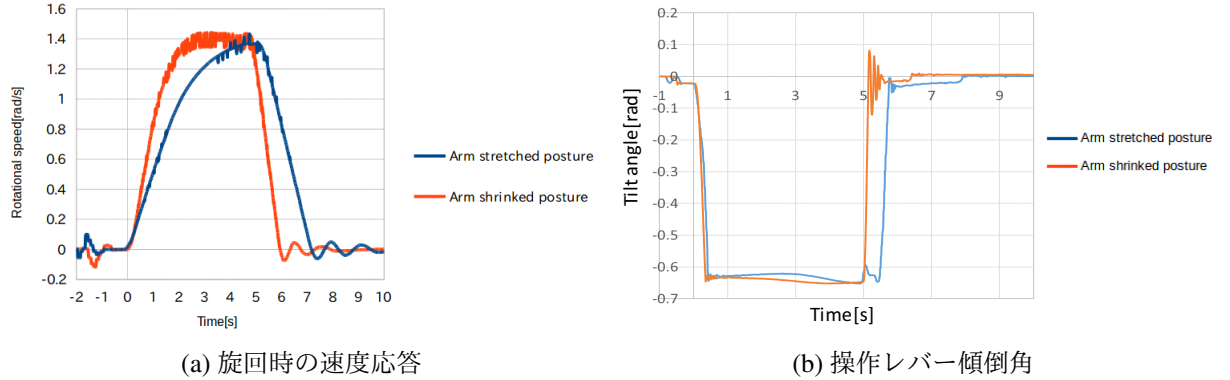 1.6
1.4
1.2
1
0.8
0.6
0.4
0.2
0
-0.2
-2 -1 0 1 2 3 4 5 6 7 8 9 10
Rotational speed[rad/s]
Time[s]
Arm stretched posture
Arm shrinked posture
(a) 旋回時の速度応答
0.2
0.1
0
-0.1
-0.2
-0.3
-0.4
-0.5
-0.6
-0.7
-1 1 3 5 7 9
Tilt angle[rad]
Time[s]
Arm stretched posture
Arm shrinked posture
(b) 操作レバー傾倒角